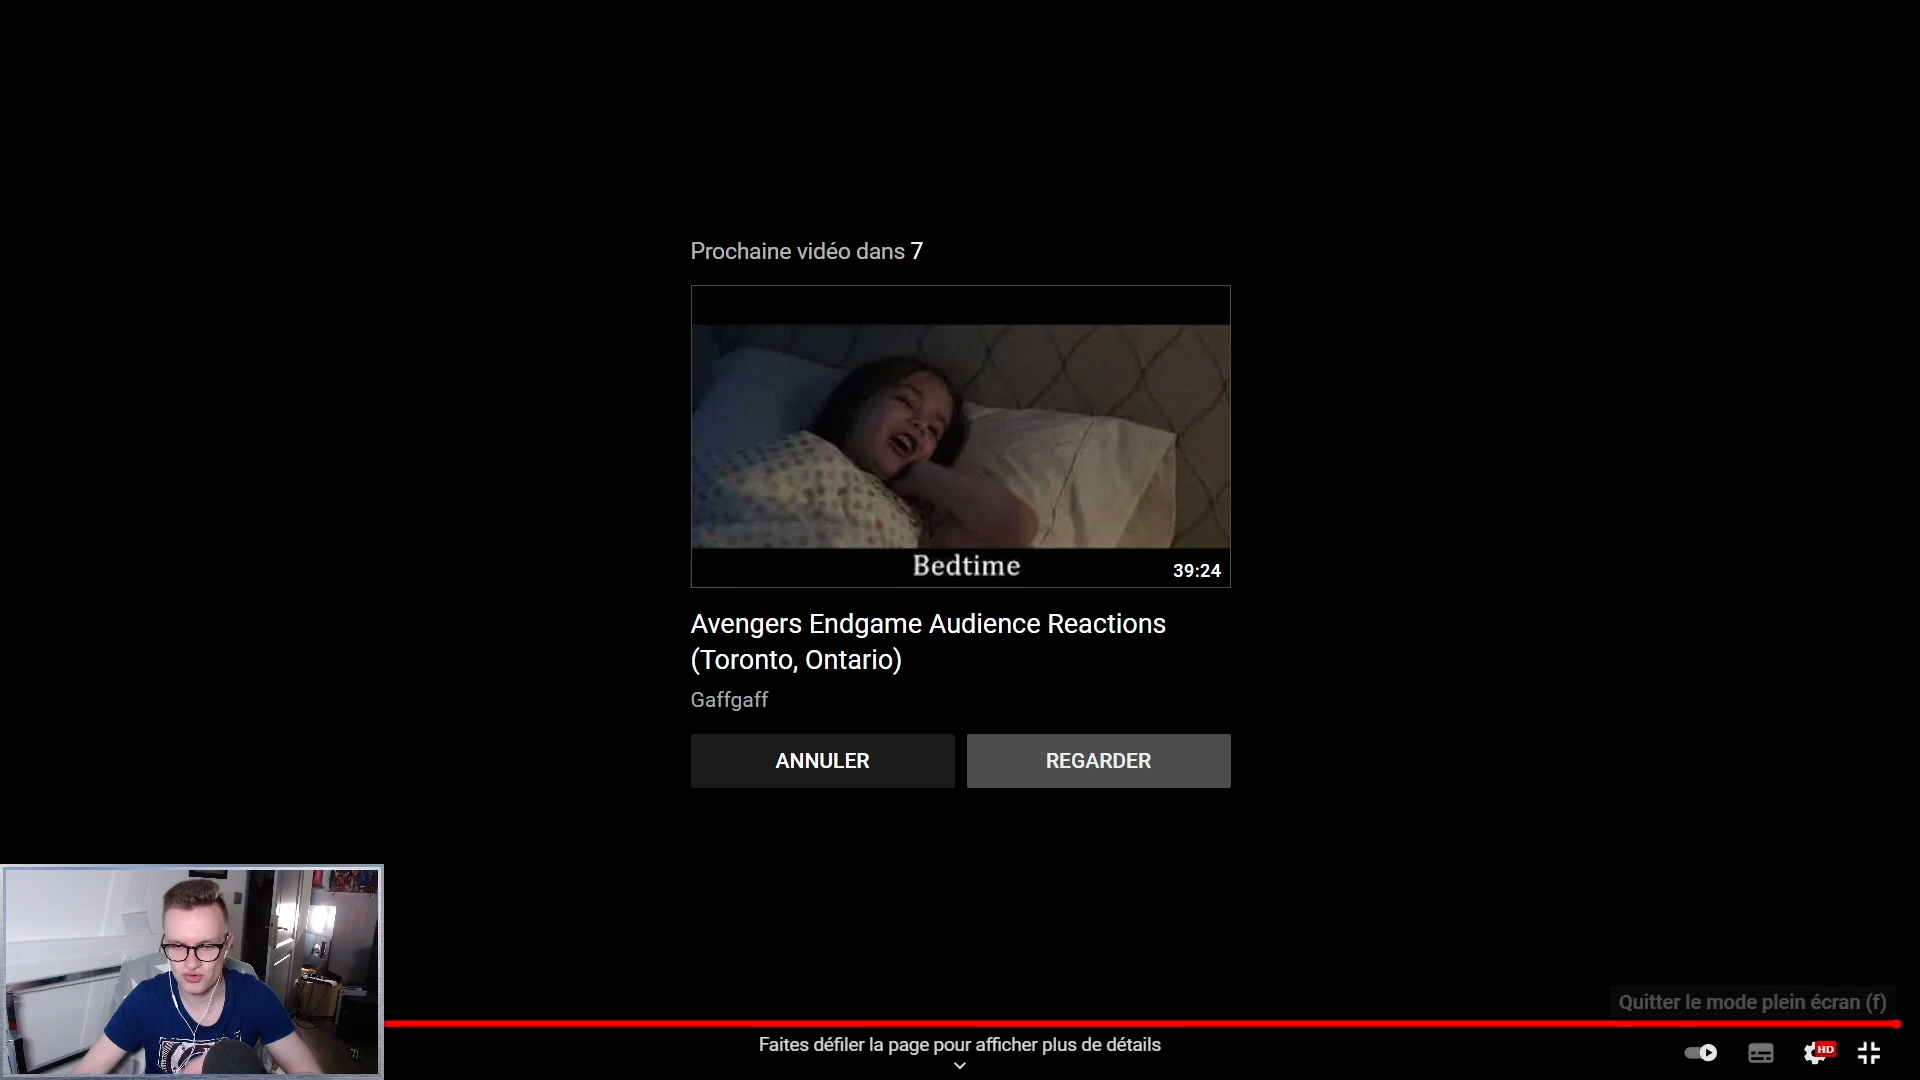 Prochaine vidéo dans 7
Bedtime
39:24
Avengers Endgame Audience Reactions
(Toronto, Ontario)
Gaffgaff
ANNULER
REGARDER
Quitter le mode plein écran (f)
Faites défiler la page pour afficher plus de détails
HD